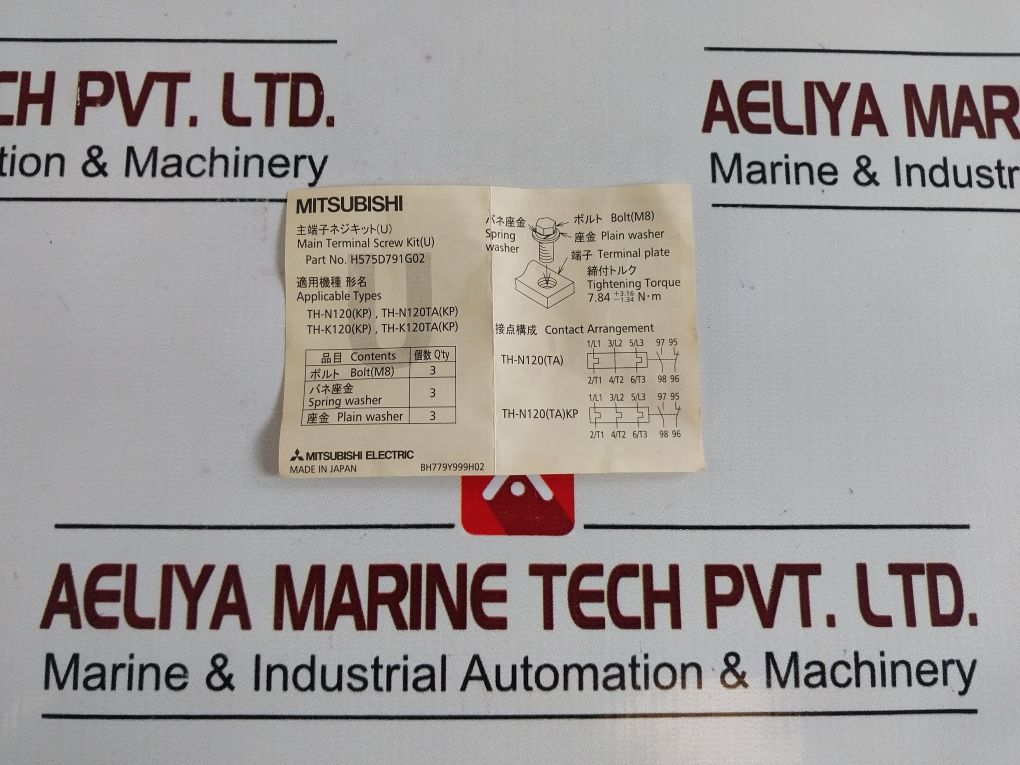 CH PVT. LTD.
tion & Machinery
AELIYA MAR
Marine & Industr
MITSUBISHI
主端子ネジキット(U)
Main Terminal Screw Kit(U)
Part No. H575D791G02
適用機種 形名
Applicable Types
TH-N120(KP) , TH-N120TA(KP)
TH-K120(KP) , TH-K120TA(KP)
U
品目 Contents 個数 Q'ty
ボルト Bolt(M8) 3
バネ座金
Spring washer 3
座金 Plain washer 3
MITSUBISHI ELECTRIC
MADE IN JAPAN BH779Y999H02
バネ座金
Spring
washer
ボルト Bolt(M8)
座金 Plain washer
端子 Terminal plate
締付トルク
Tightening Torque
7.84 +3.16 −1.34 N·m
接点構成 Contact Arrangement
1/L1 3/L2 5/L3 97 95
TH-N120(TA)
2/T1 4/T2 6/T3 98 96
1/L1 3/L2 5/L3 97 95
TH-N120(TA)KP
2/T1 4/T2 6/T3 98 96
AELIYA MARINE TECH PVT. LTD.
Marine & Industrial Automation & Machinery